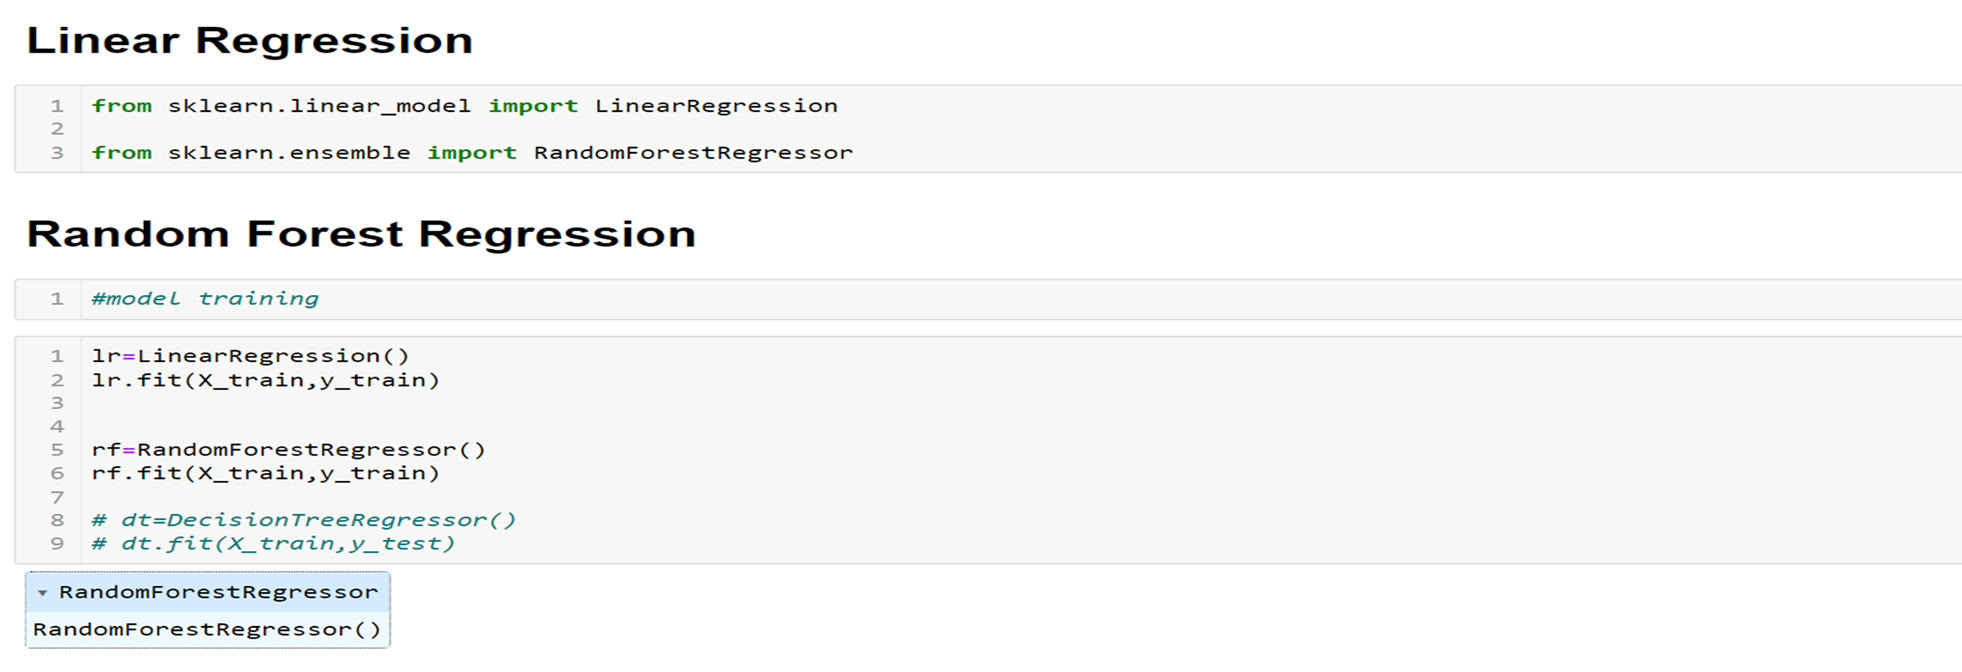 Linear Regression
1 from sklearn.linear_model import LinearRegression
2
3 from sklearn.ensemble import RandomForestRegressor
Random Forest Regression
1 #model training
1 lr=LinearRegression()
2 lr.fit(X_train,y_train)
3
4
5 rf=RandomForestRegressor()
6 rf.fit(X_train,y_train)
7
8 # dt=DecisionTreeRegressor()
9 # dt.fit(X_train,y_test)
▾ RandomForestRegressor
RandomForestRegressor()